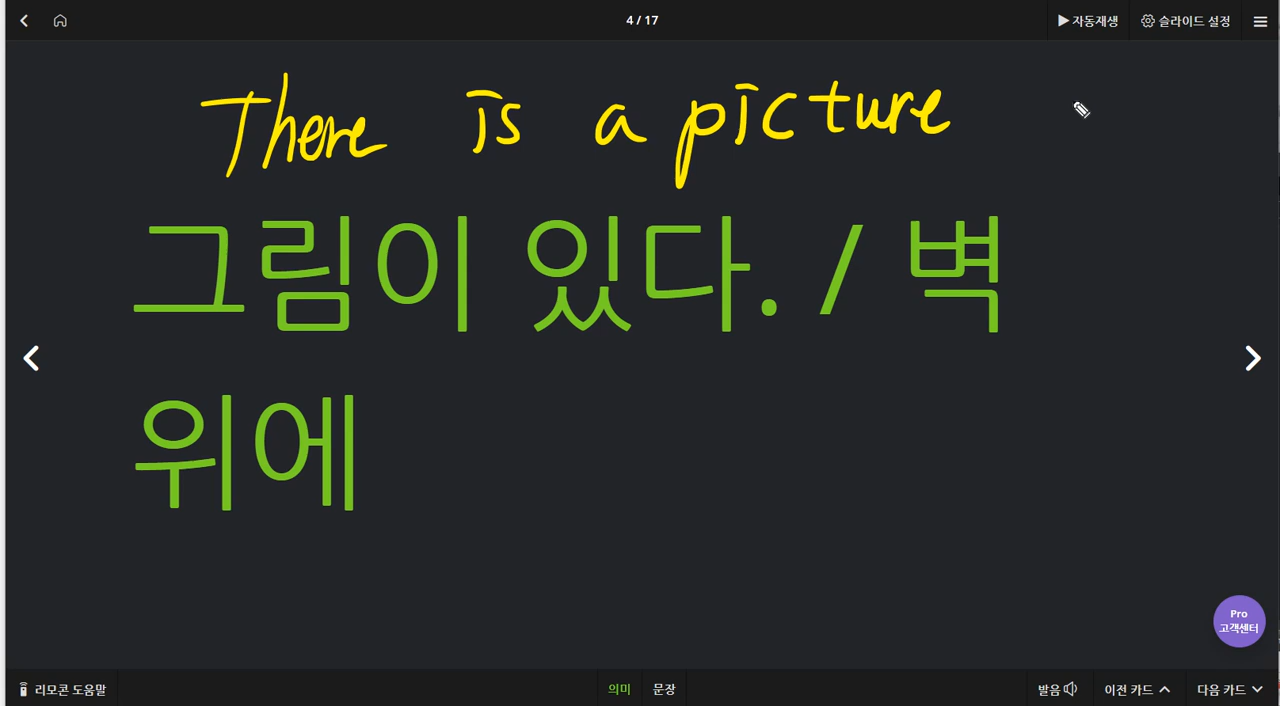 4 / 17
자동재생
슬라이드 설정
There is a picture
그림이 있다. / 벽
위에
Pro
고객센터
리모콘 도움말
의미
문장
발음
이전 카드
다음 카드